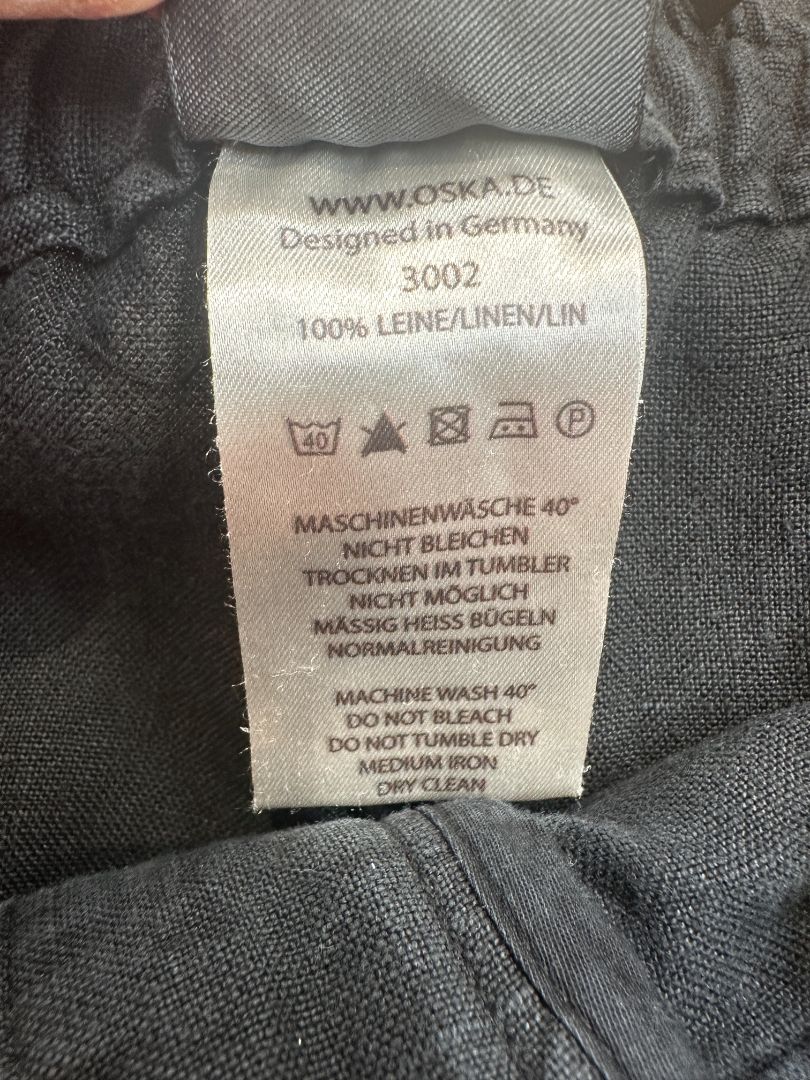 WWW.OSKA.DE
Designed in Germany
3002
100% LEINE/LINEN/LIN
40 P
MASCHINENWÄSCHE 40°
NICHT BLEICHEN
TROCKNEN IM TUMBLER
NICHT MÖGLICH
MÄSSIG HEISS BÜGELN
NORMALREINIGUNG
MACHINE WASH 40°
DO NOT BLEACH
DO NOT TUMBLE DRY
MEDIUM IRON
DRY CLEAN